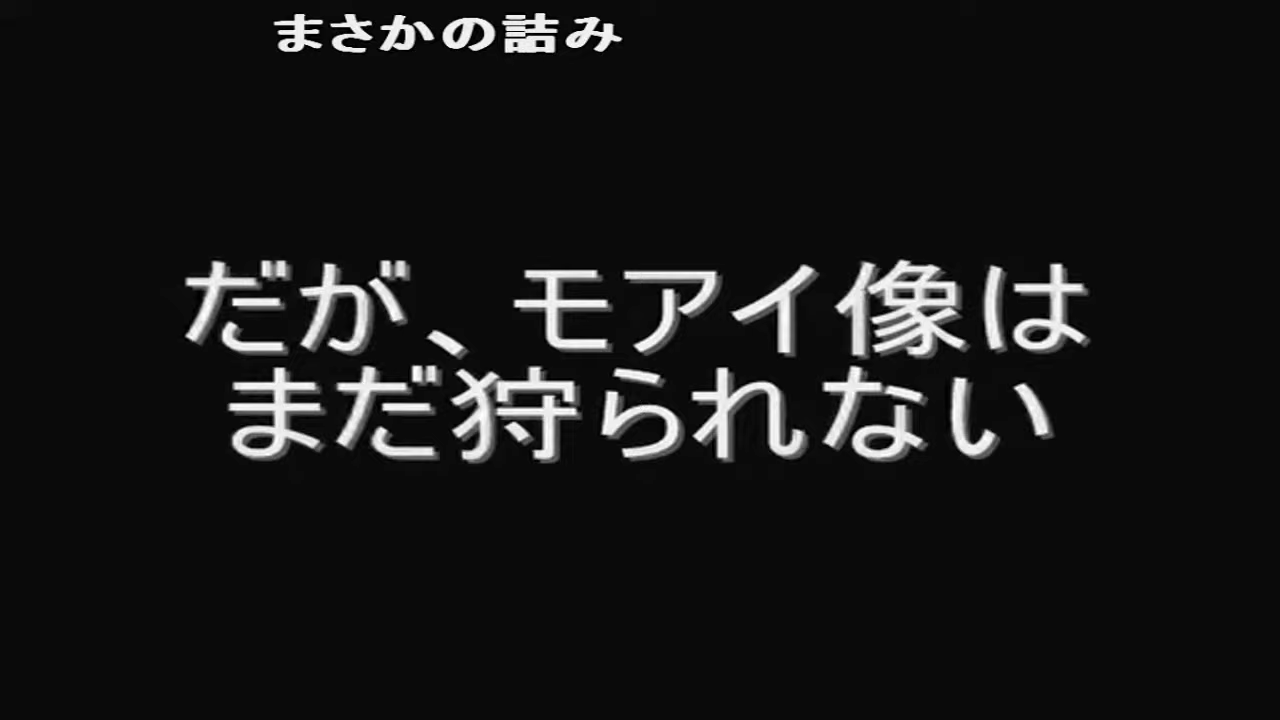 まさかの詰み
だが、モアイ像は
まだ狩られない